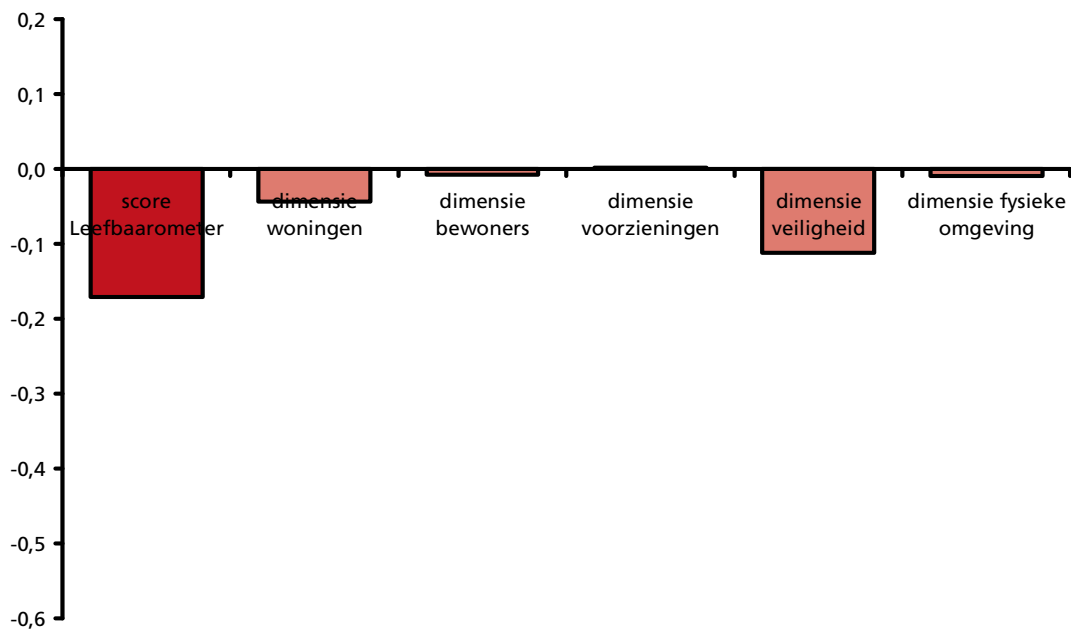 0,2
0,1
0,0
score
Leefbaarometer
dimensie
woningen
dimensie
bewoners
dimensie
voorzieningen
dimensie
veiligheid
dimensie fysieke
omgeving
-0,1
-0,2
-0,3
-0,4
-0,5
-0,6